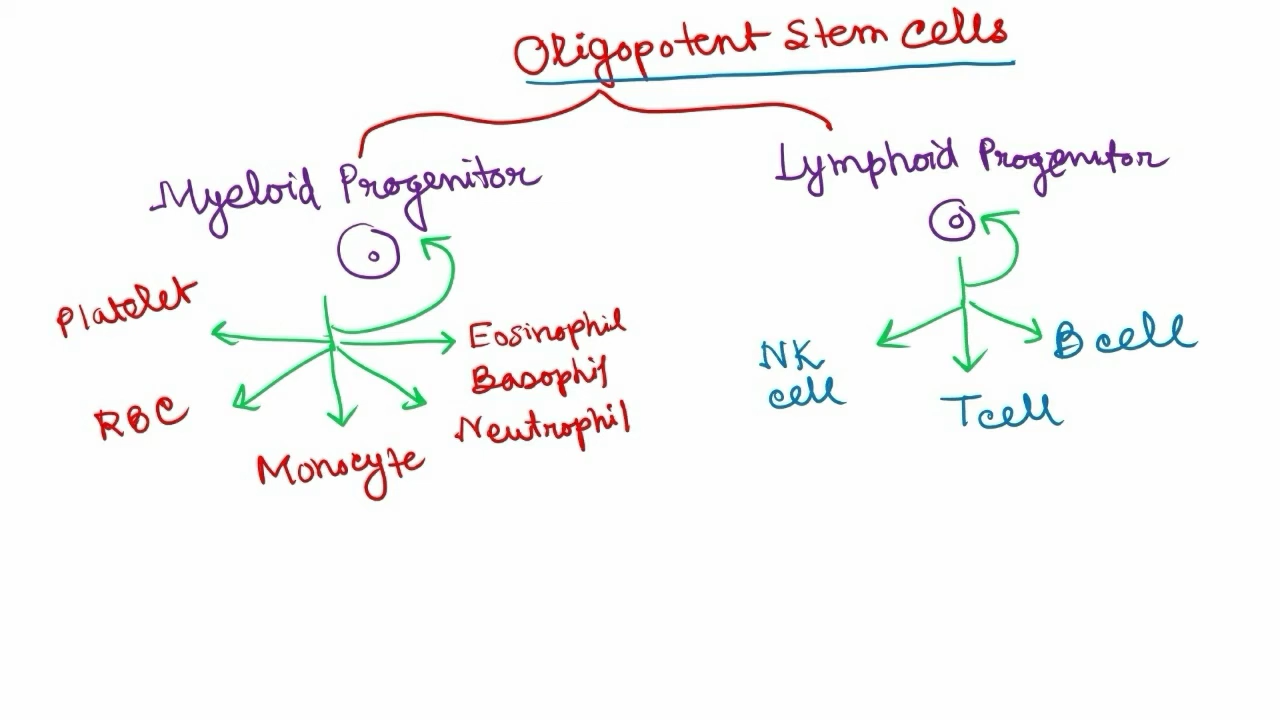 Oligopotent Stem cells
Myeloid Progenitor
Lymphoid Progenitor
Platelet
RBC
Monocyte
Eosinophil
Basophil
Neutrophil
NK
cell
T cell
B cell